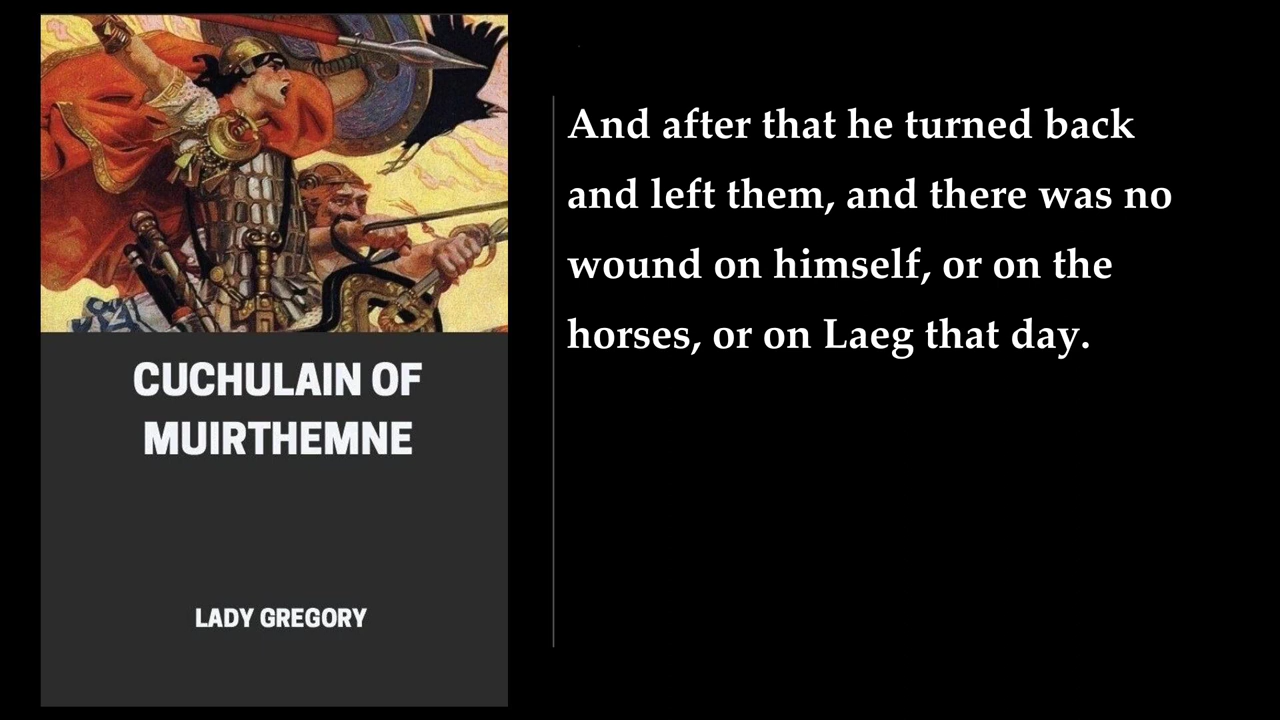 CUCHULAIN OF
MUIRTHEMNE
LADY GREGORY
And after that he turned back
and left them, and there was no
wound on himself, or on the
horses, or on Laeg that day.